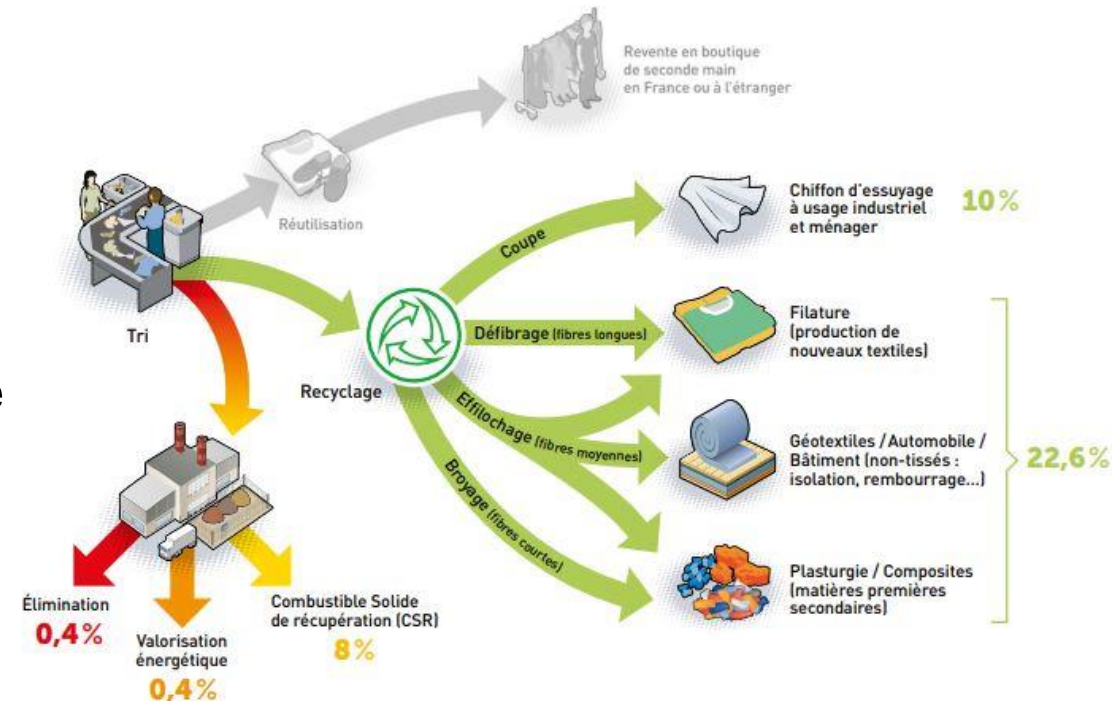 Revente en boutique
de seconde main
en France ou à l'étranger
Réutilisation
Tri
Recyclage
Coupe
Défibrage (fibres longues)
Effilochage (fibres moyennes)
Broyage (fibres courtes)
Chiffon d'essuyage
à usage industriel
et ménager
10%
Filature
(production de
nouveaux textiles)
Géotextiles / Automobile /
Bâtiment (non-tissés :
isolation, rembourrage...)
22,6%
Plasturgie / Composites
(matières premières
secondaires)
e
Élimination
0,4%
Valorisation
énergétique
0,4%
Combustible Solide
de récupération (CSR)
8%